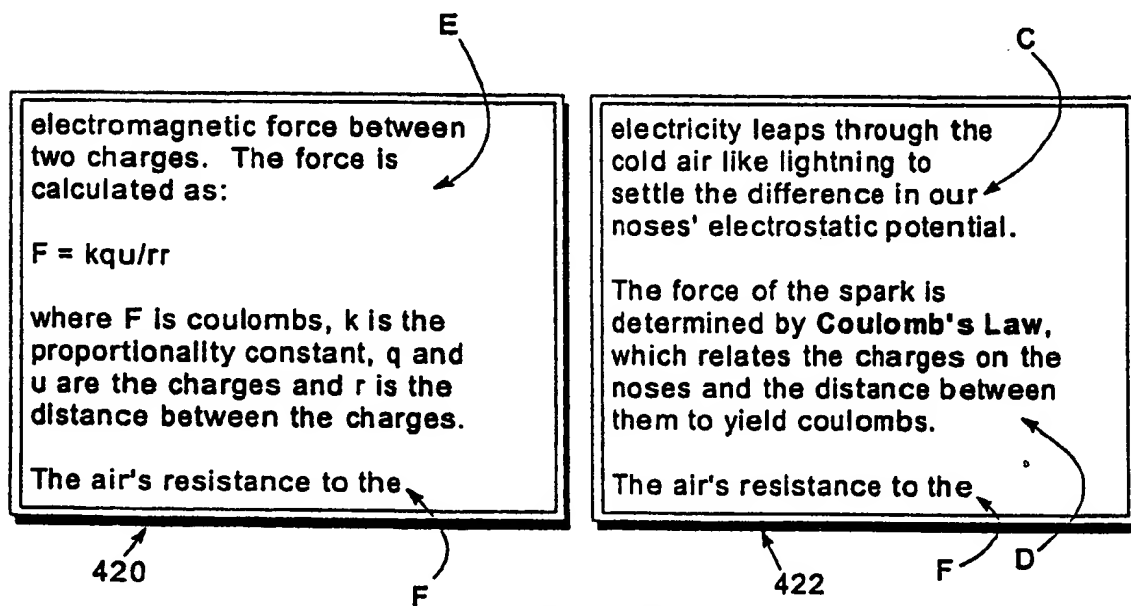 E
electromagnetic force between
two charges. The force is
calculated as:
F = kqu/rr
where F is coulombs, k is the
proportionality constant, q and
u are the charges and r is the
distance between the charges.
The air's resistance to the
420
F
C
electricity leaps through the
cold air like lightning to
settle the difference in our
noses' electrostatic potential.
The force of the spark is
determined by Coulomb's Law,
which relates the charges on the
noses and the distance between
them to yield coulombs.
The air's resistance to the
422
F
D